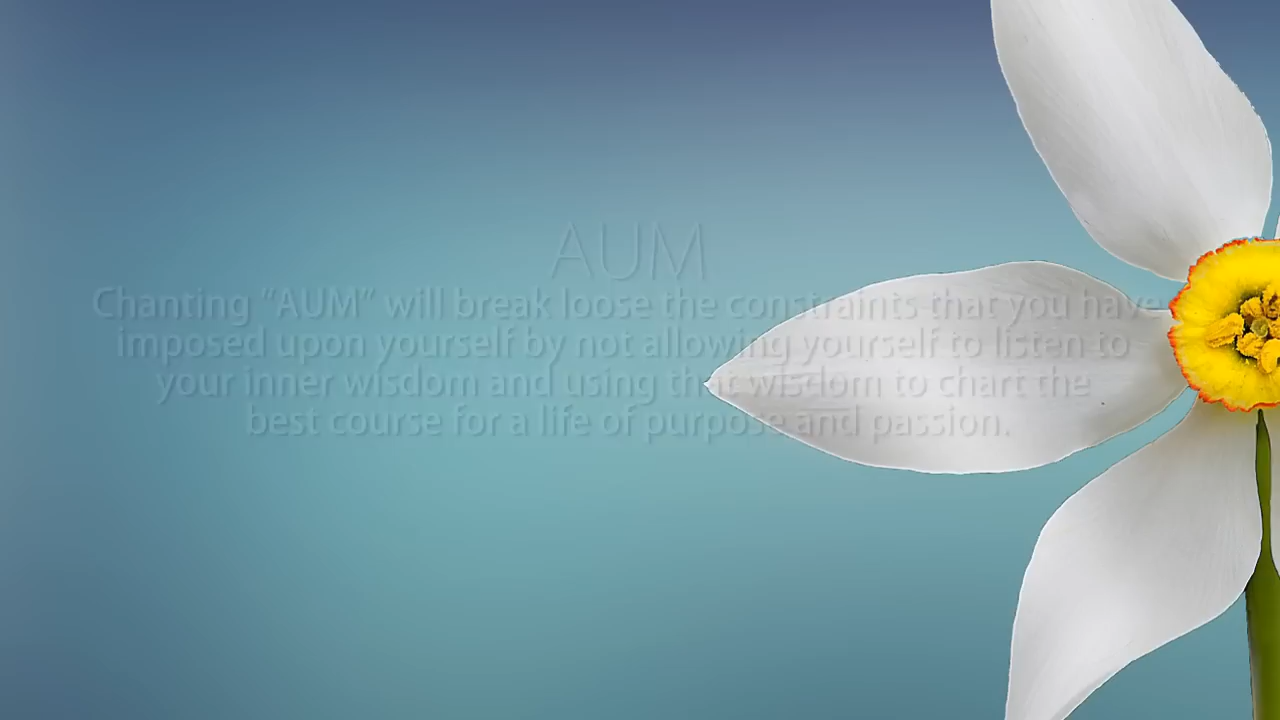 AUM
Chanting “AUM” will break loose the constraints that you have
imposed upon yourself by not allowing yourself to listen to
your inner wisdom and using that wisdom to chart the
best course for a life of purpose and passion.